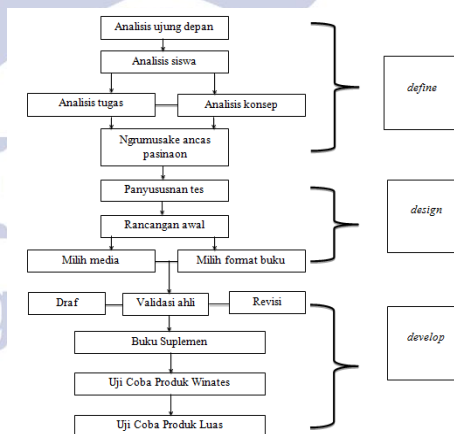 Analisis ujung depan
Analisis siswa
define
Analisis tugas
Analisis konsep
Ngrumusake ancas
pasinaon
Panyususnan tes
design
Rancangan awal
Milih media
Milih format buku
Draf
Validasi ahli
Revisi
develop
Buku Suplemen
Uji Coba Produk Winates
Uji Coba Produk Luas